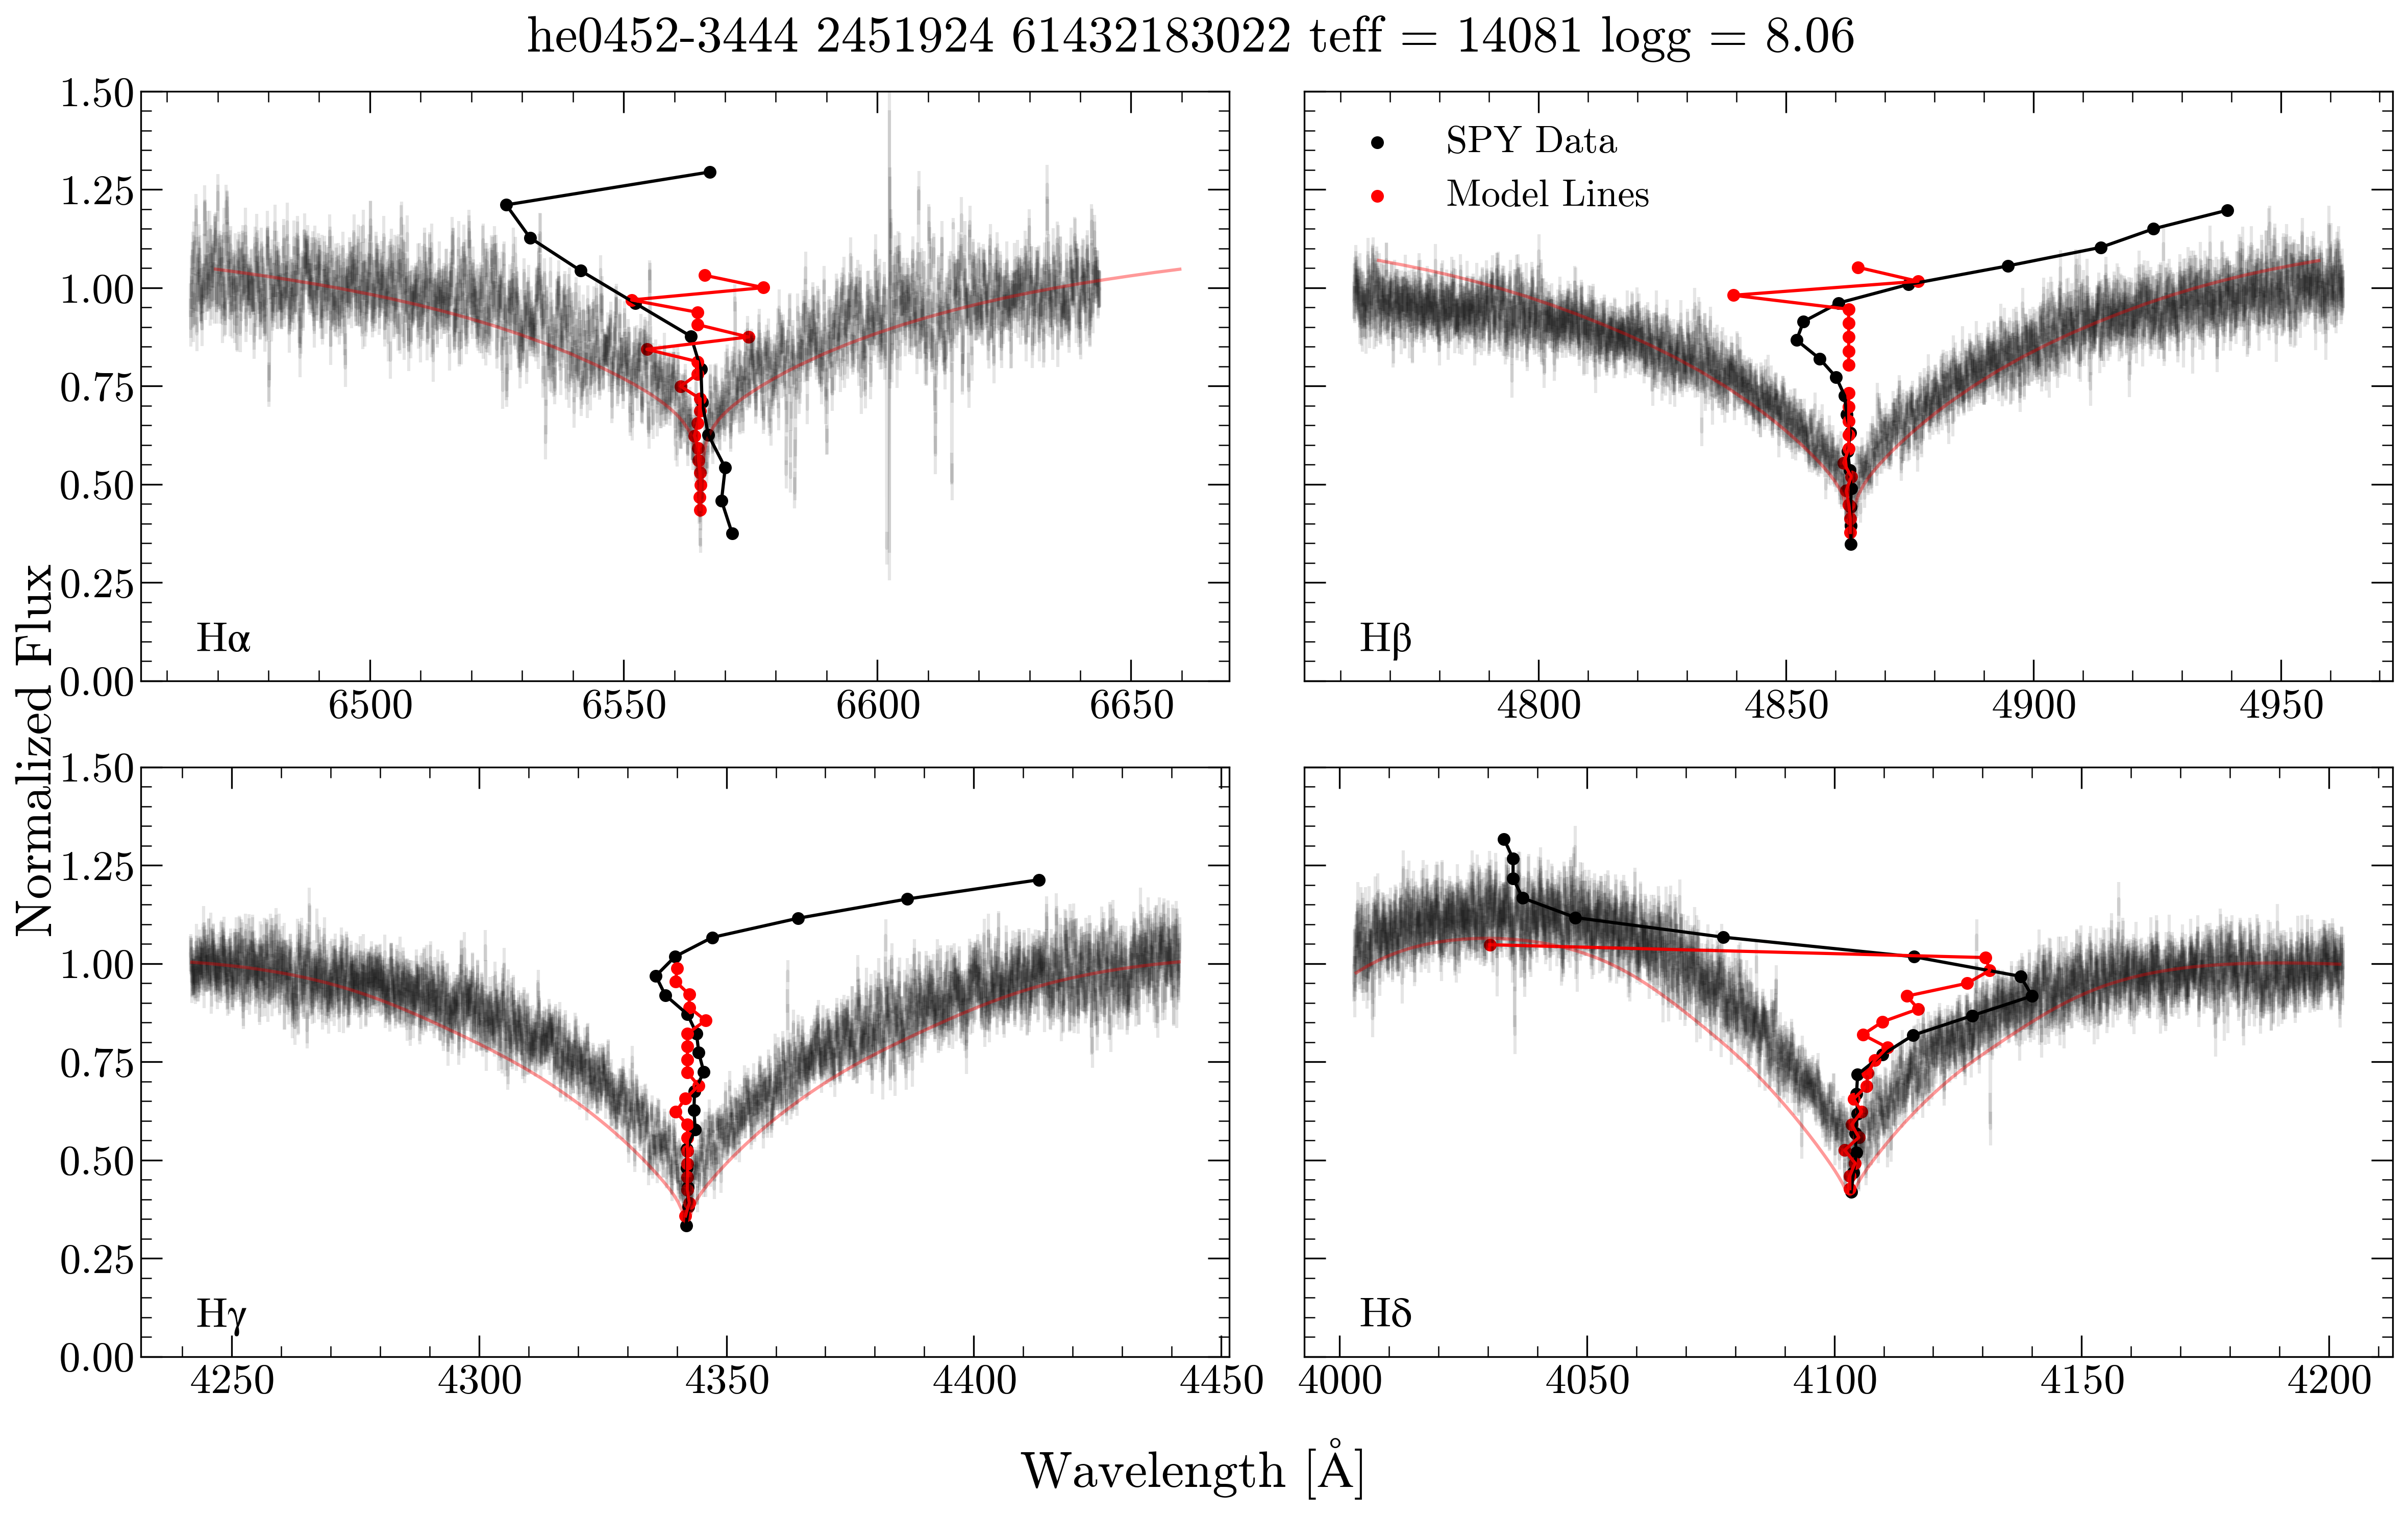 he0452-3444 2451924 61432183022 teff = 14081 logg = 8.06
Normalized Flux
1.50
1.25
1.00
0.75
0.50
0.25
0.00
Hα
6500 6550 6600 6650
SPY Data
Model Lines
Hβ
4800 4850 4900 4950
1.50
1.25
1.00
0.75
0.50
0.25
0.00
Hγ
4250 4300 4350 4400 4450
Hδ
4000 4050 4100 4150 4200
Wavelength [Å]